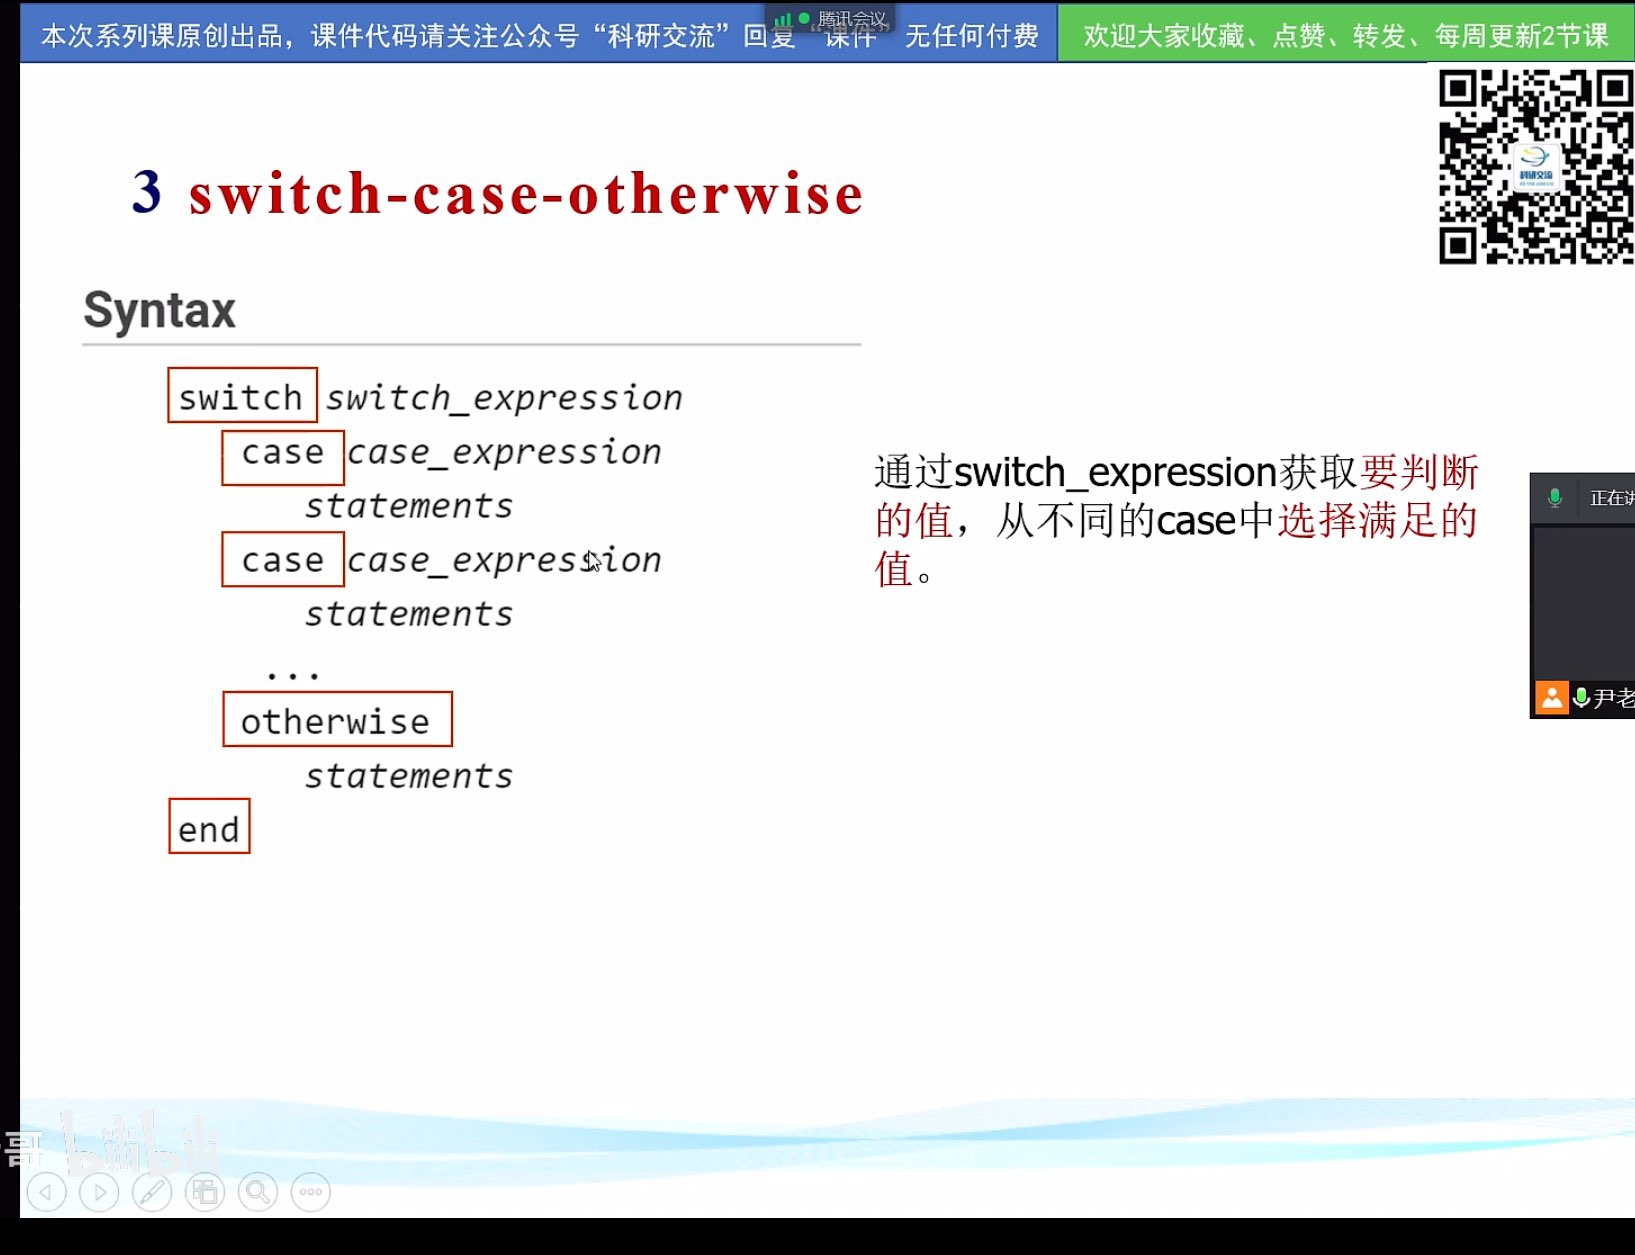 本次系列课原创出品，课件代码请关注公众号“科研交流”回复“课件” 无任何付费
欢迎大家收藏、点赞、转发、每周更新2节课
腾讯会议
科研交流
3 switch-case-otherwise
Syntax
switch switch_expression
case case_expression
statements
case case_expression
statements
...
otherwise
statements
end
通过switch_expression获取要判断
的值，从不同的case中选择满足的
值。
正在讲
尹老
哥 bilibili